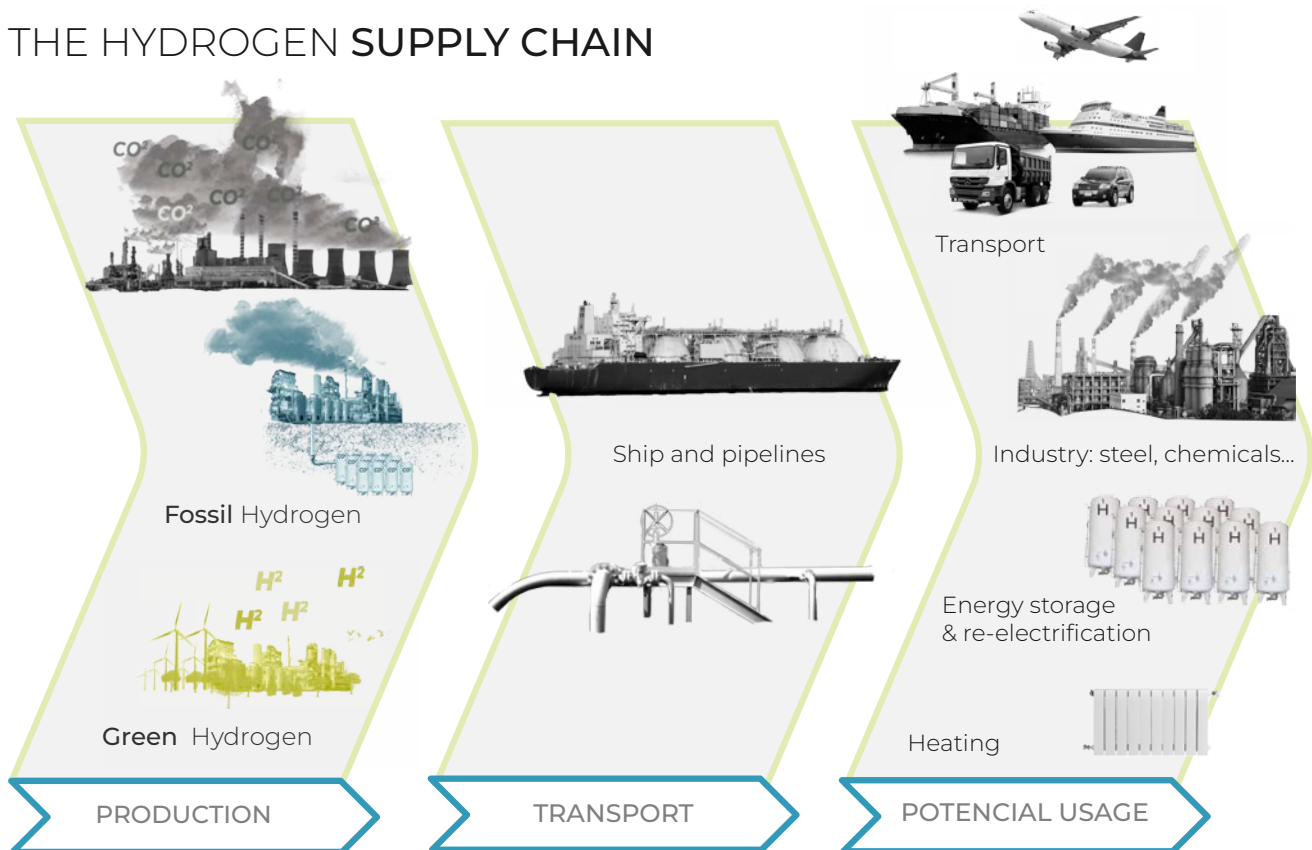 THE HYDROGEN SUPPLY CHAIN
CO²
CO²
CO²
CO²
CO²
CO²
CO²
Fossil Hydrogen
H²
H²
H²
H²
Green Hydrogen
PRODUCTION
Ship and pipelines
TRANSPORT
Transport
Industry: steel, chemicals...
H
H
H
H
H
H
H
Energy storage
& re-electrification
Heating
POTENCIAL USAGE